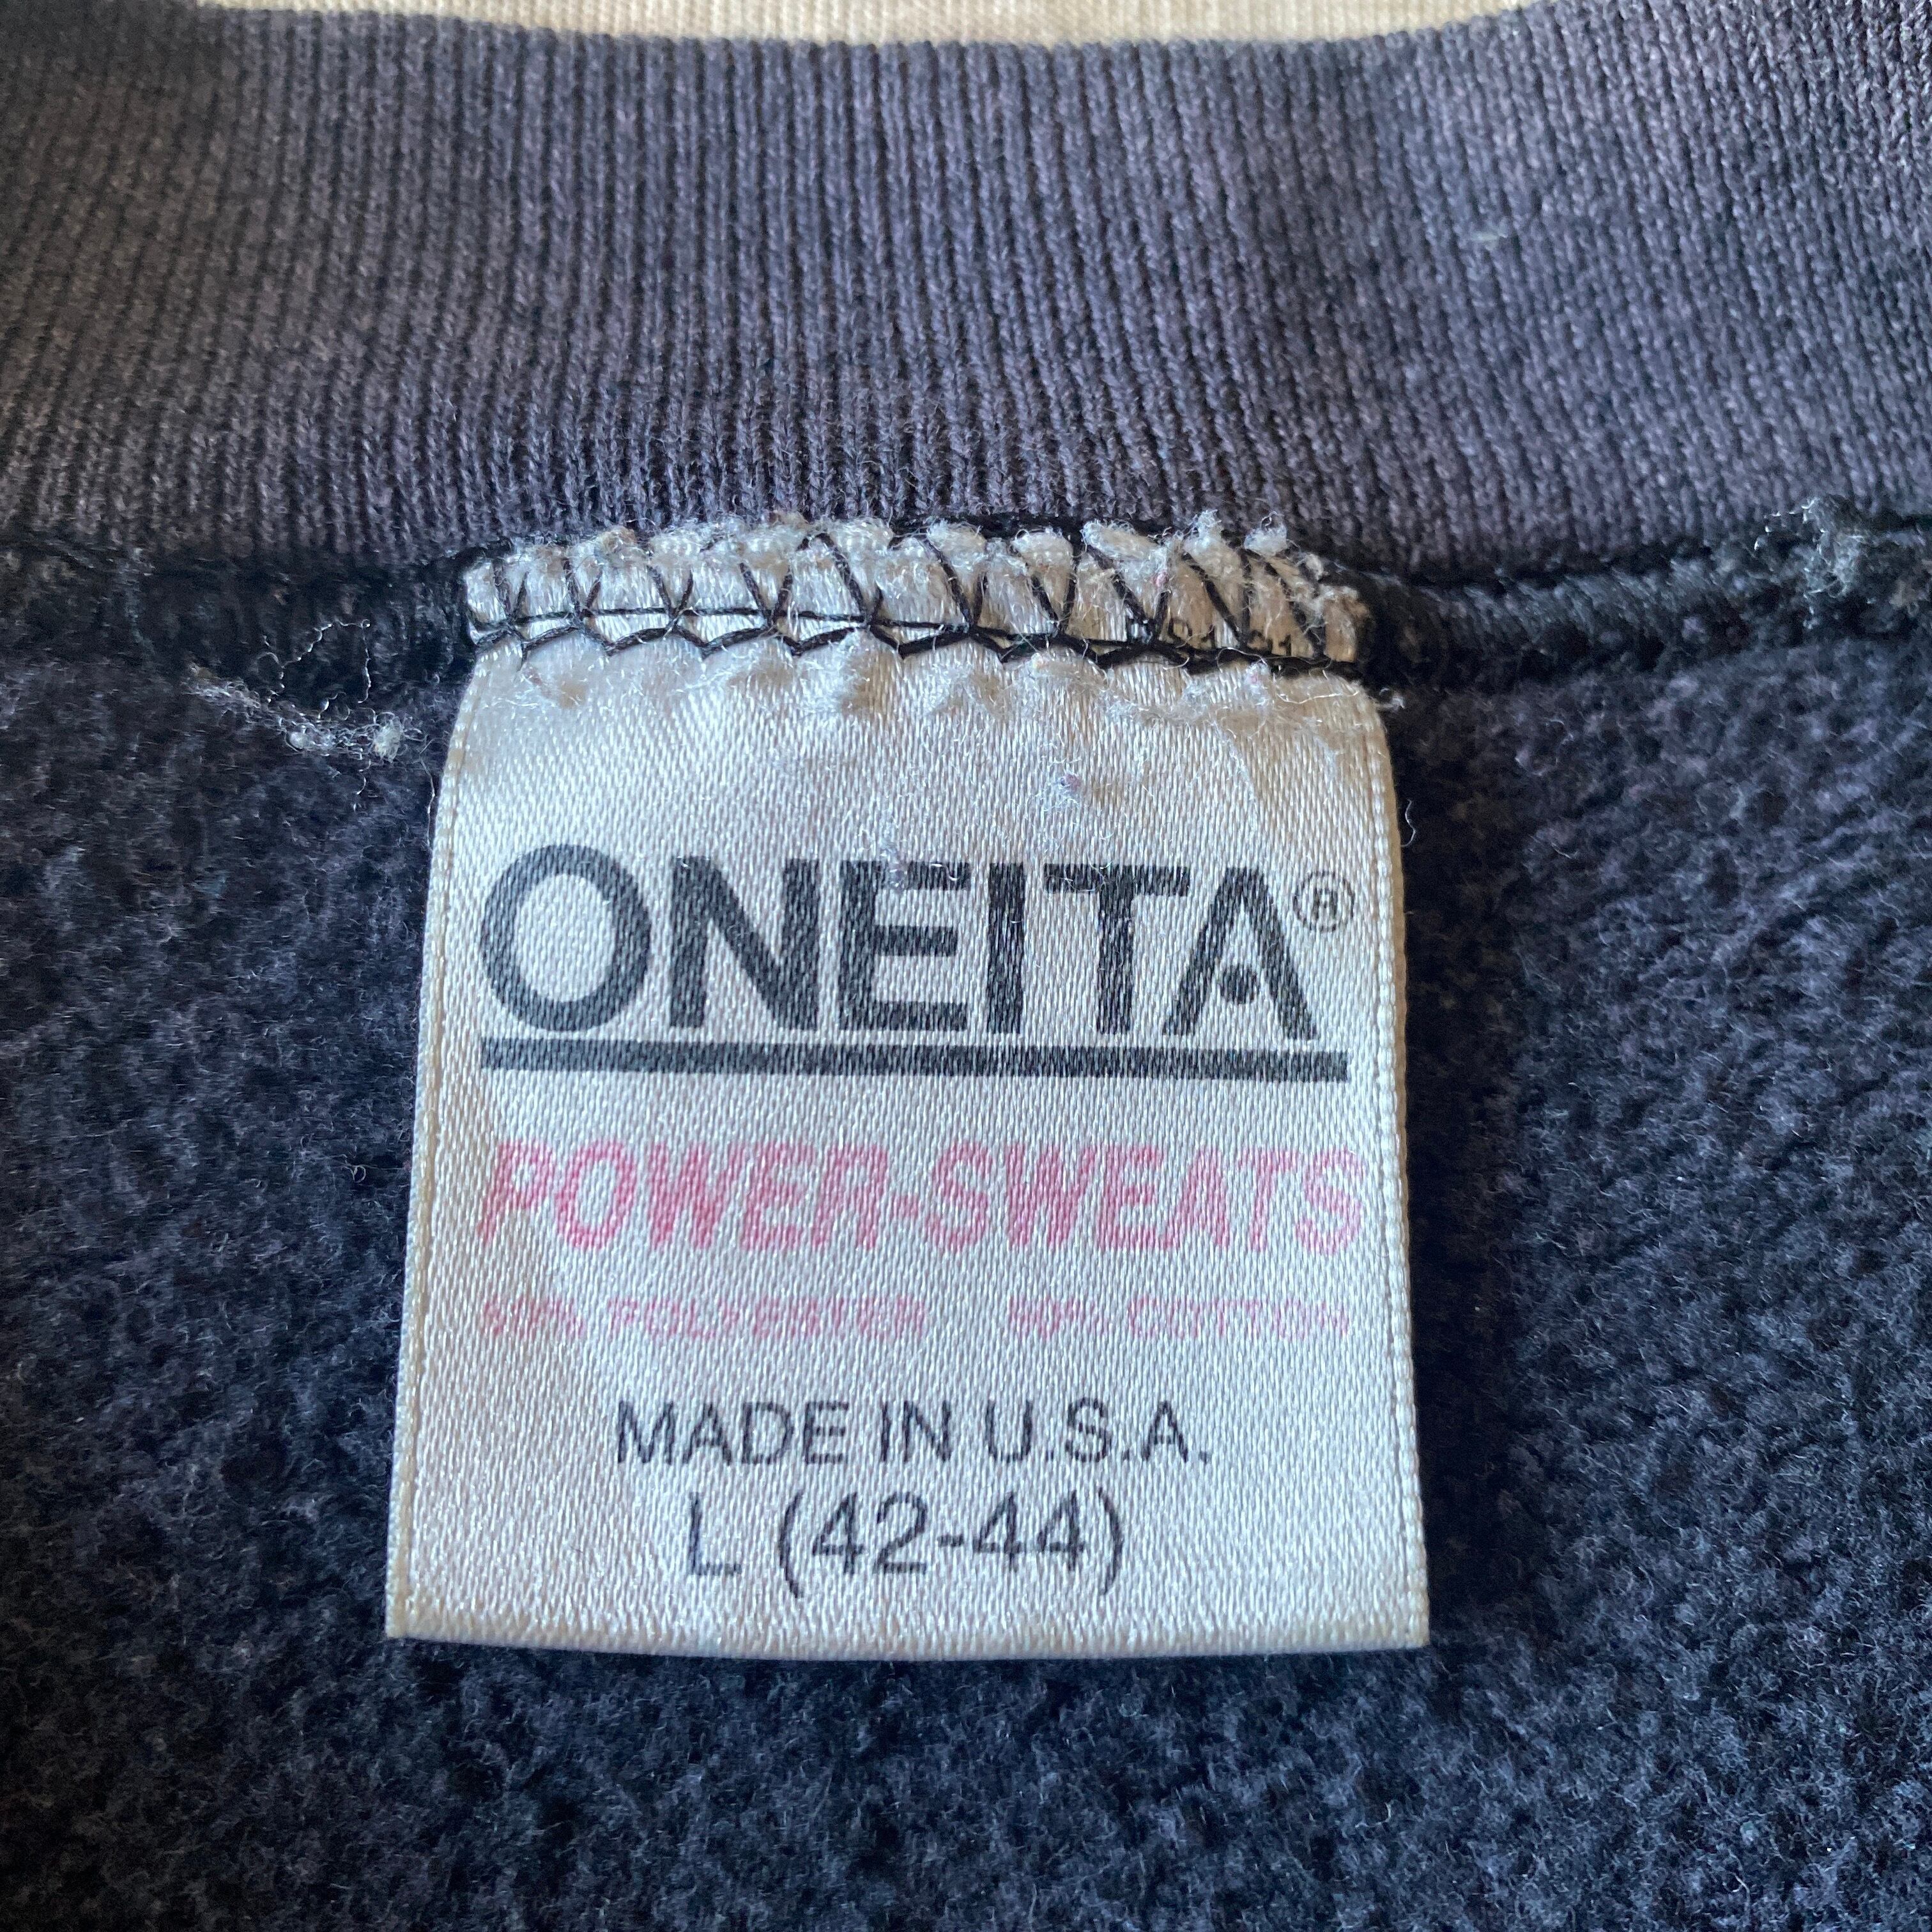 ONEITA®
POWER-SWEATS
POLYESTER COTTON
MADE IN U.S.A.
L (42-44)